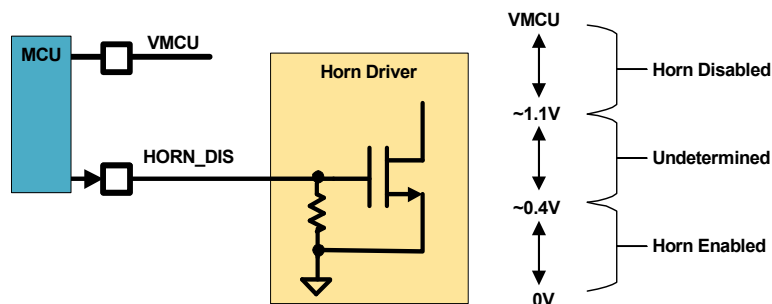 MCU
VMCU
HORN_DIS
Horn Driver
VMCU
~1.1V
~0.4V
0V
Horn Disabled
Undetermined
Horn Enabled